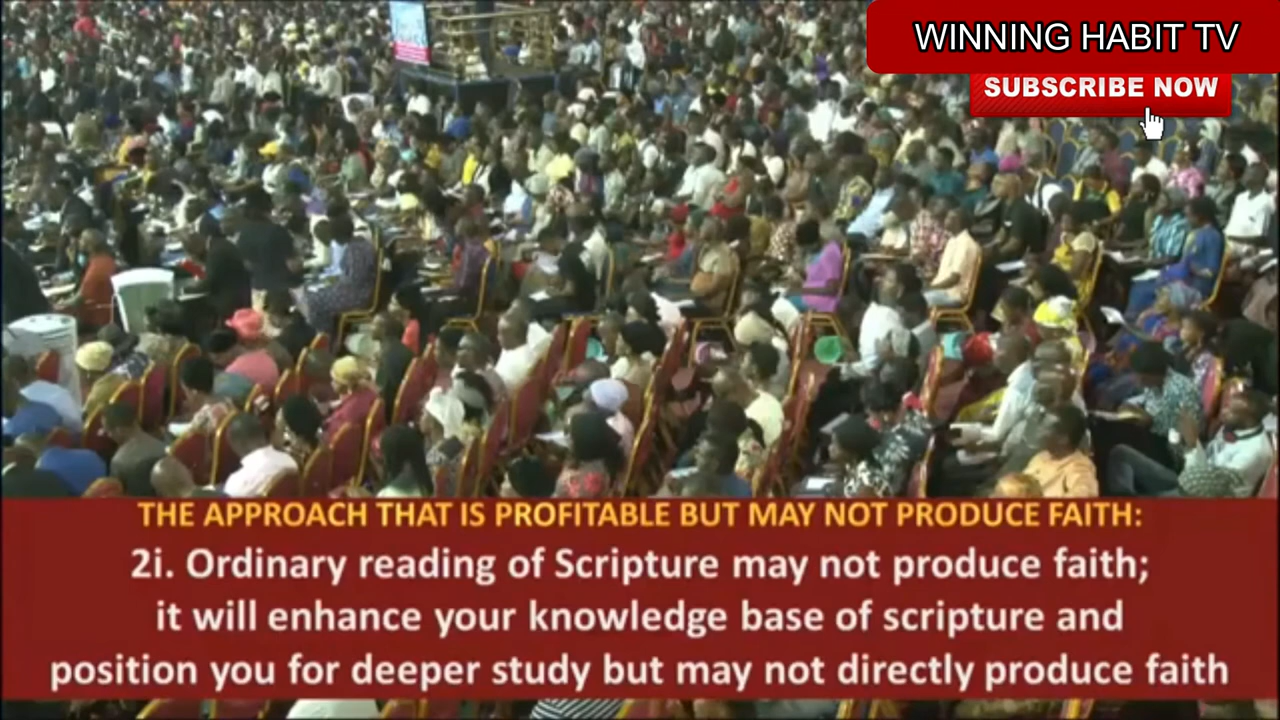 WINNING HABIT TV
SUBSCRIBE NOW
THE APPROACH THAT IS PROFITABLE BUT MAY NOT PRODUCE FAITH:
2i. Ordinary reading of Scripture may not produce faith;
it will enhance your knowledge base of scripture and
position you for deeper study but may not directly produce faith